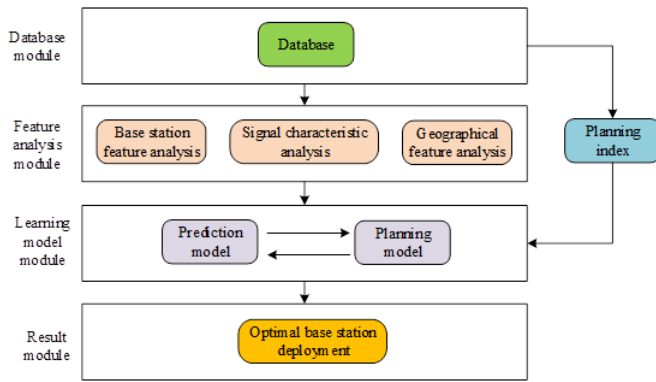 Database
module
Database
Feature
analysis
module
Base station
feature analysis
Signal characteristic
analysis
Geographical
feature analysis
Planning
index
Learning
model
module
Prediction
model
Planning
model
Result
module
Optimal base station
deployment